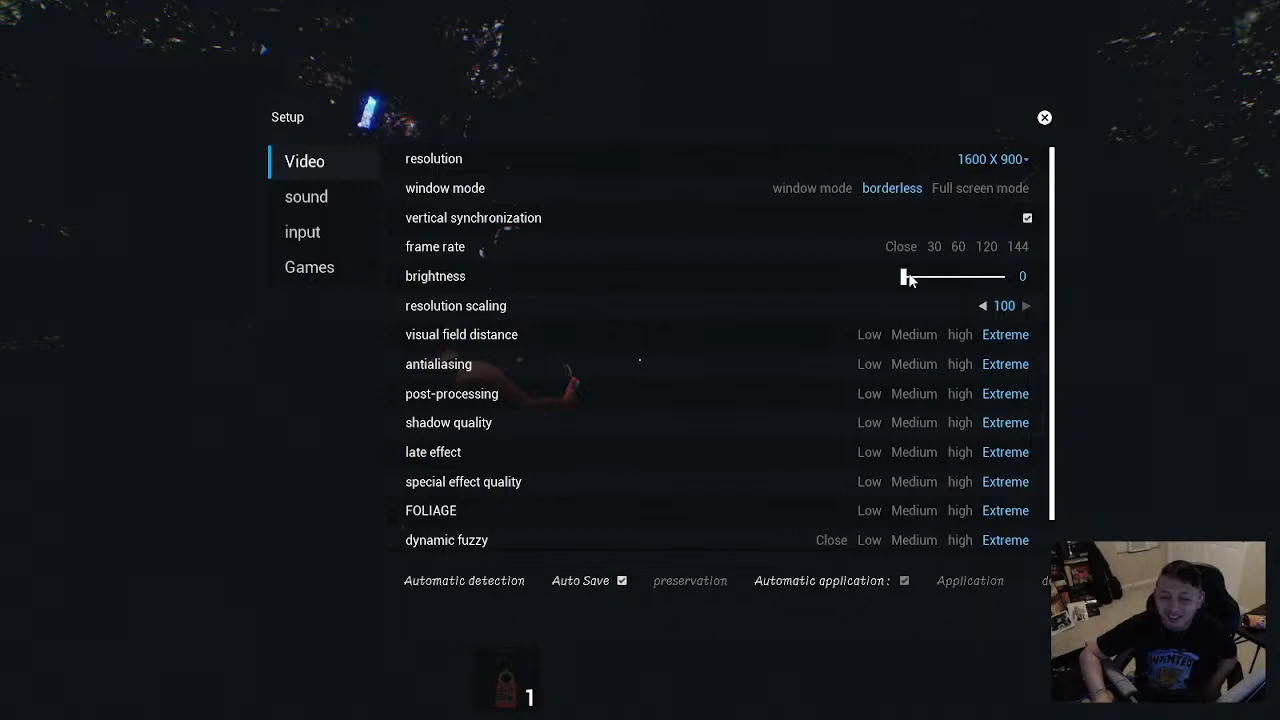 Setup
Video
sound
input
Games
resolution 1600 X 900
window mode window mode borderless Full screen mode
vertical synchronization
frame rate Close 30 60 120 144
brightness 0
resolution scaling 100
visual field distance Low Medium high Extreme
antialiasing Low Medium high Extreme
post-processing Low Medium high Extreme
shadow quality Low Medium high Extreme
late effect Low Medium high Extreme
special effect quality Low Medium high Extreme
FOLIAGE Low Medium high Extreme
dynamic fuzzy Close Low Medium high Extreme
Automatic detection Auto Save preservation Automatic application : Application
WANTED
1